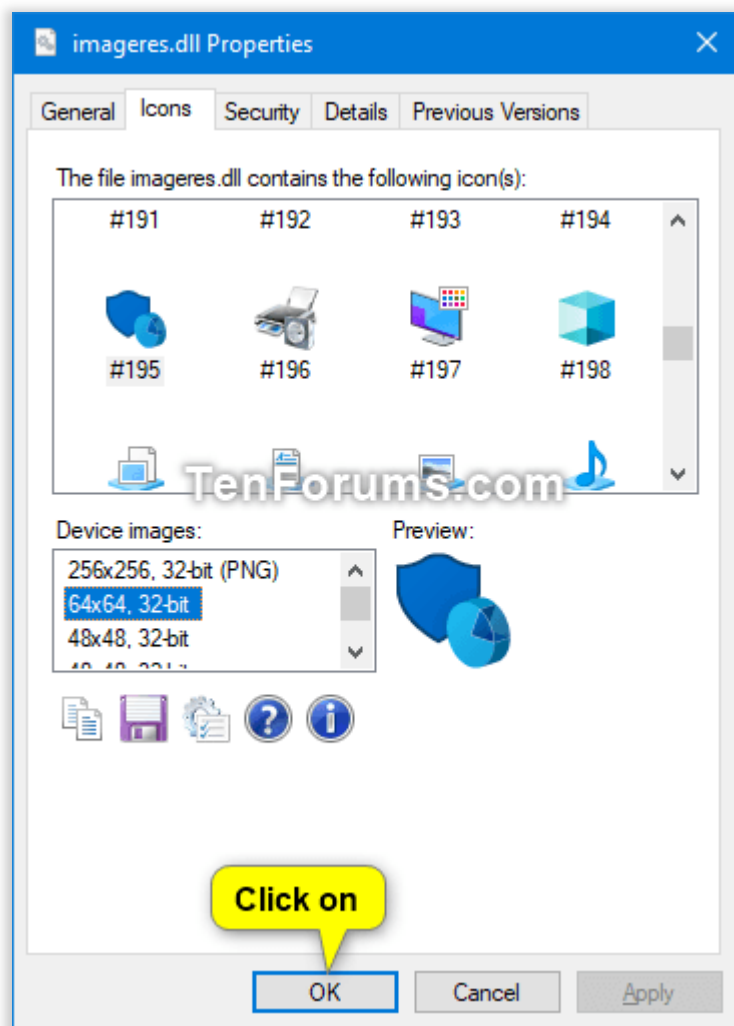 imageres.dll Properties
General Icons Security Details Previous Versions
The file imageres.dll contains the following icon(s):
#191 #192 #193 #194
#195 #196 #197 #198
TenForums.com
Device images: Preview:
256x256, 32-bit (PNG)
64x64, 32-bit
48x48, 32-bit
Click on
OK Cancel Apply